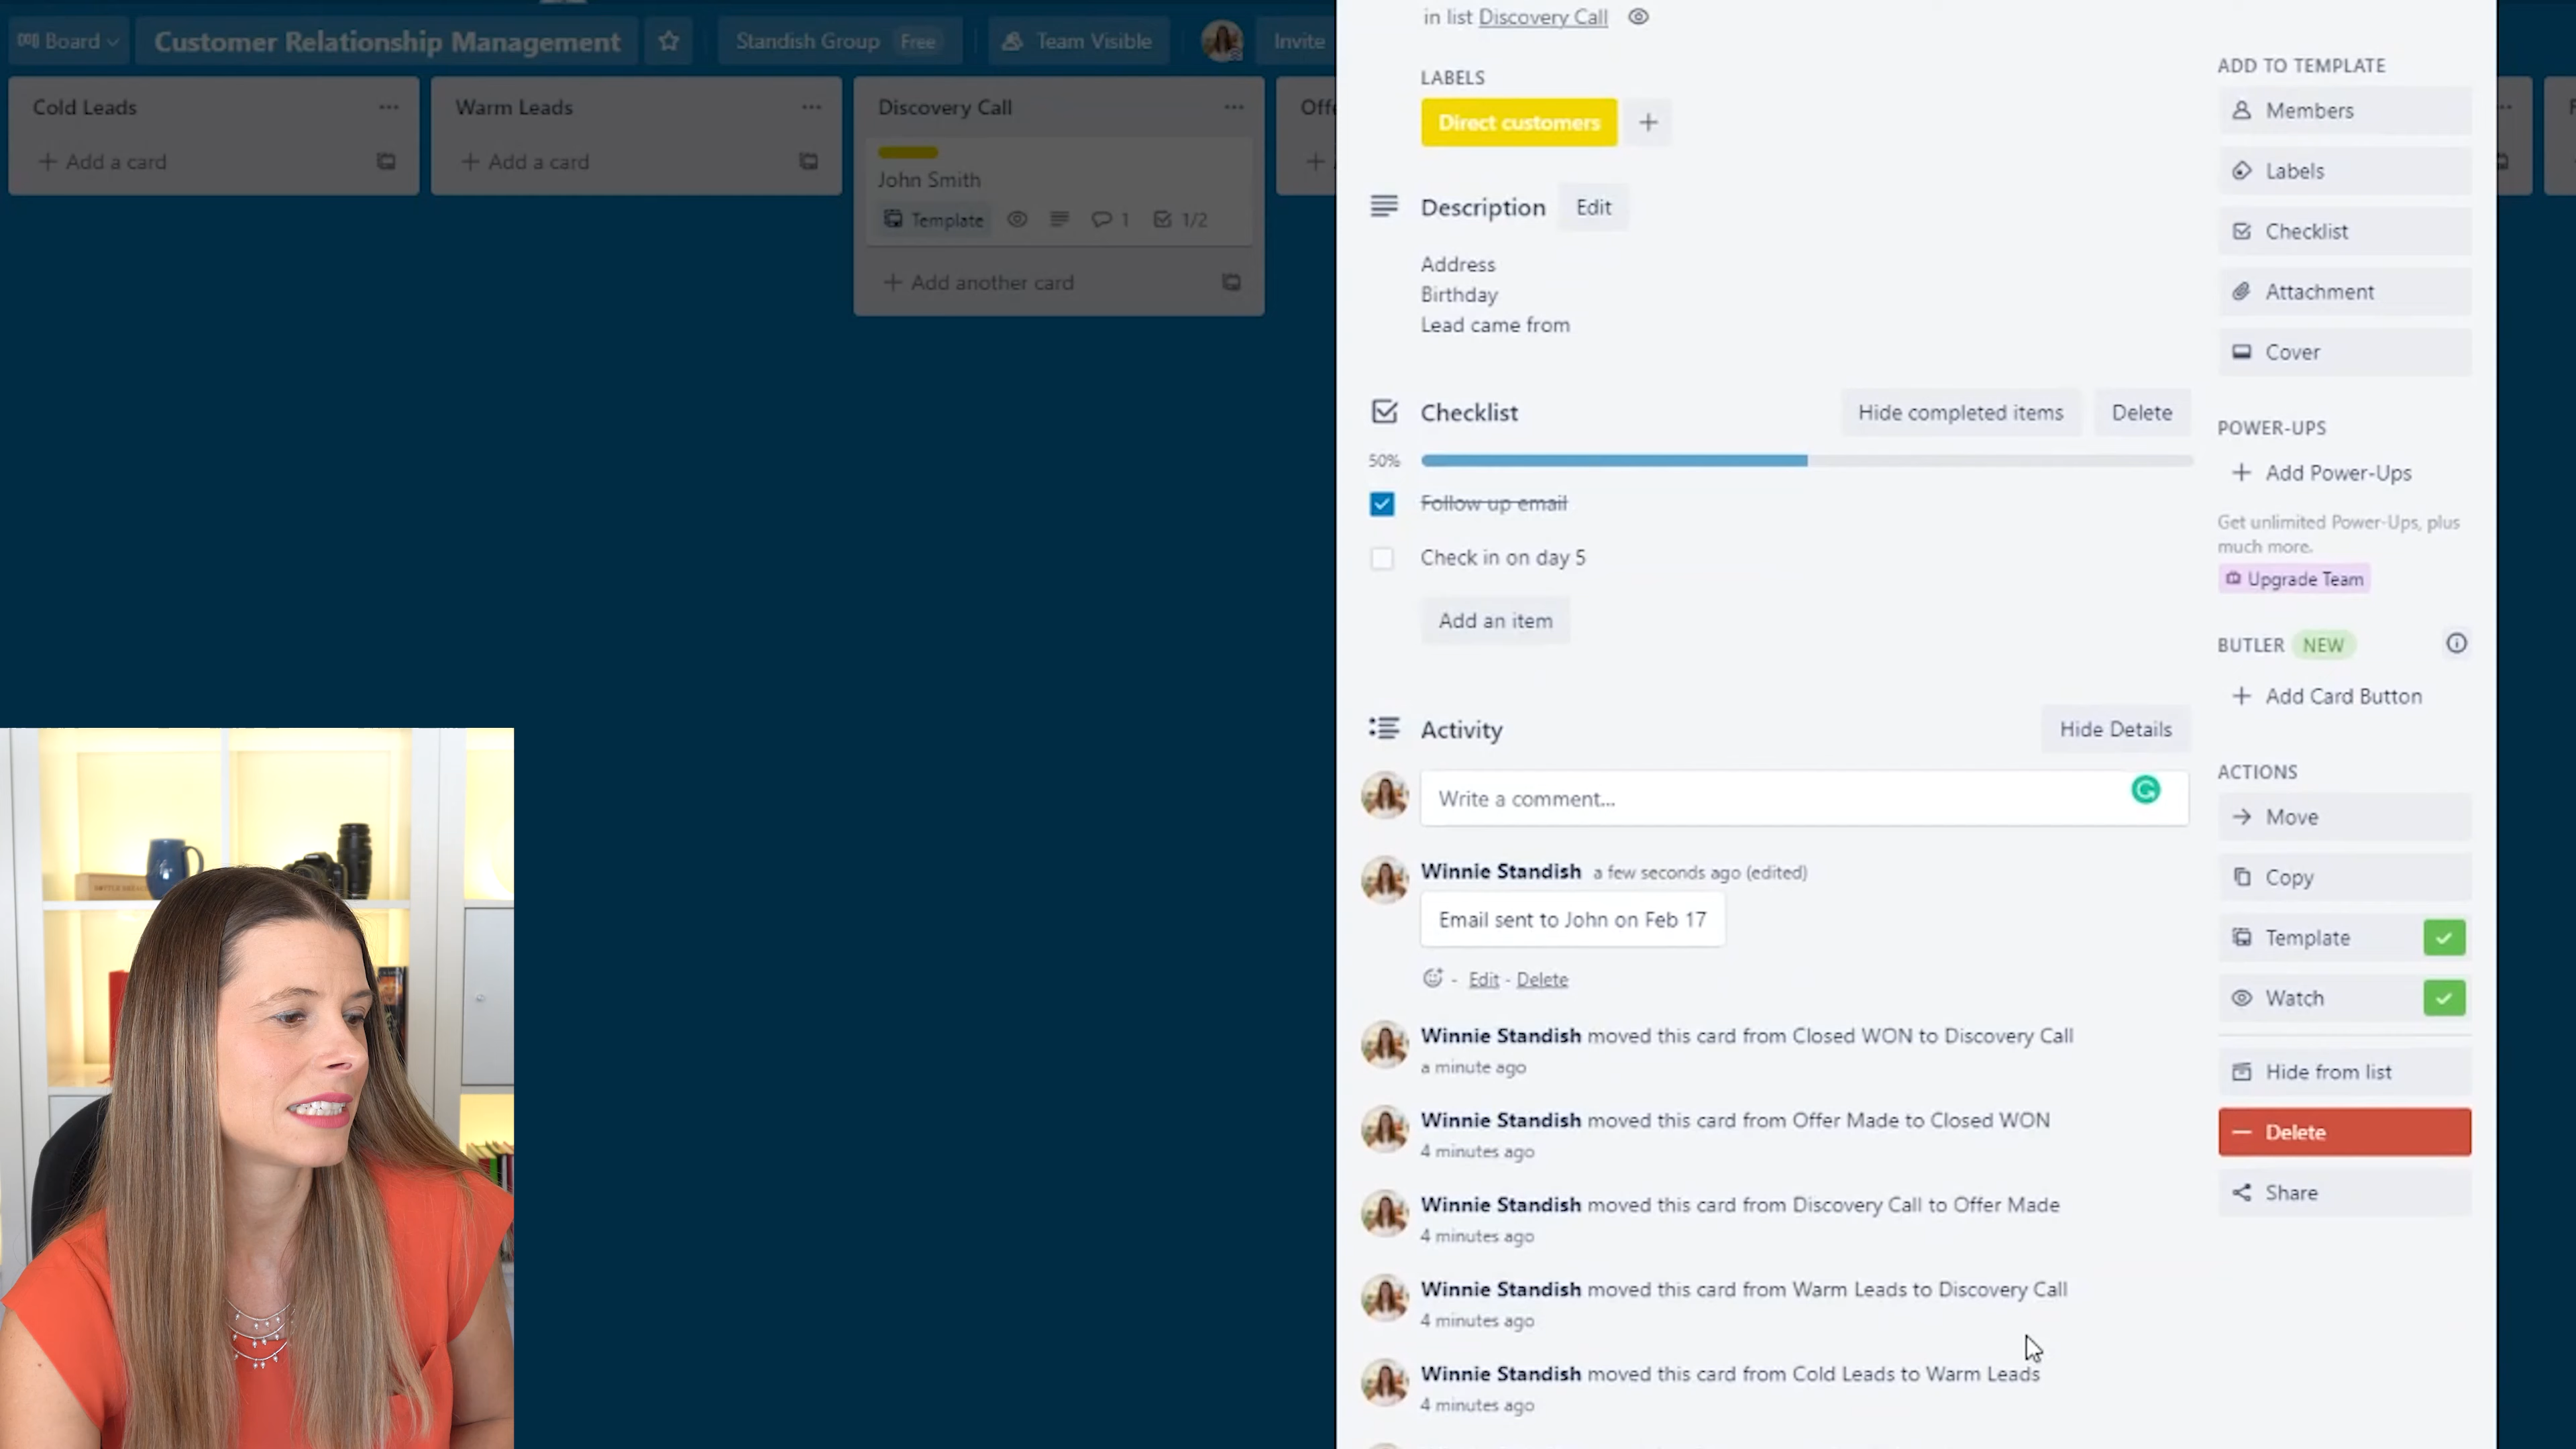 Board
Customer Relationship Management
Standish Group Free
Team Visible
Invite
Cold Leads
Add a card
Warm Leads
Add a card
Discovery Call
John Smith
Template 1 1/2
Add another card
in list Discovery Call
LABELS
Direct customers
Description Edit
Address
Birthday
Lead came from
Checklist Hide completed items Delete
50%
Follow up email
Check in on day 5
Add an item
Activity Hide Details
Write a comment...
Winnie Standish a few seconds ago (edited)
Email sent to John on Feb 17
- Edit - Delete
Winnie Standish moved this card from Closed WON to Discovery Call
a minute ago
Winnie Standish moved this card from Offer Made to Closed WON
4 minutes ago
Winnie Standish moved this card from Discovery Call to Offer Made
4 minutes ago
Winnie Standish moved this card from Warm Leads to Discovery Call
4 minutes ago
Winnie Standish moved this card from Cold Leads to Warm Leads
4 minutes ago
ADD TO TEMPLATE
Members
Labels
Checklist
Attachment
Cover
POWER-UPS
Add Power-Ups
Get unlimited Power-Ups, plus
much more.
Upgrade Team
BUTLER NEW
Add Card Button
ACTIONS
Move
Copy
Template
Watch
Hide from list
Delete
Share